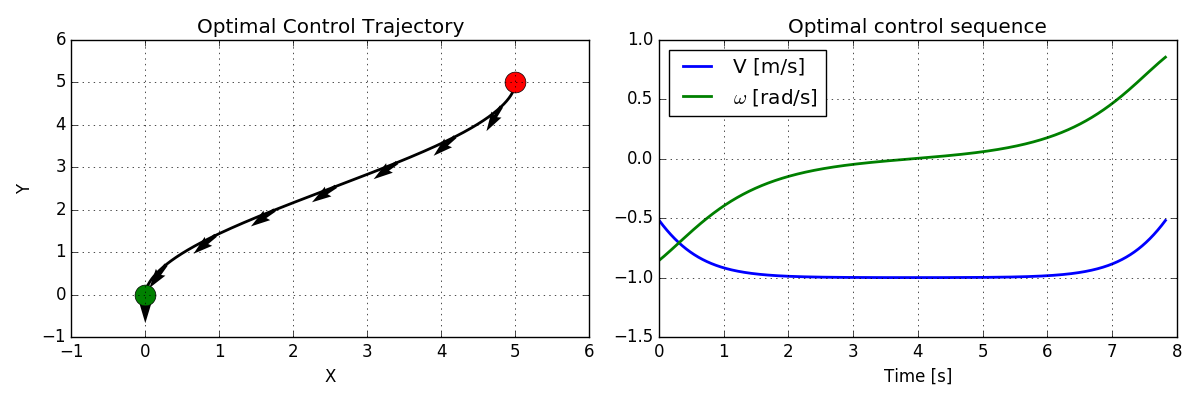 Optimal Control Trajectory
6
5
4
3
2
1
0
−1
Y
−1 0 1 2 3 4 5 6
X
Optimal control sequence
1.0
0.5
0.0
−0.5
−1.0
−1.5
V [m/s]
ω [rad/s]
0 1 2 3 4 5 6 7 8
Time [s]